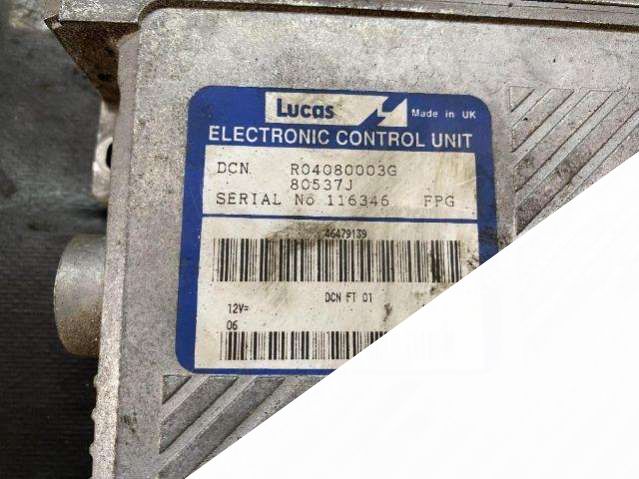 Lucas Made in UK
ELECTRONIC CONTROL UNIT
DCN R04080003G
80537J
SERIAL No 116346 FPG
46479139
DCN FT 01
12V=
06